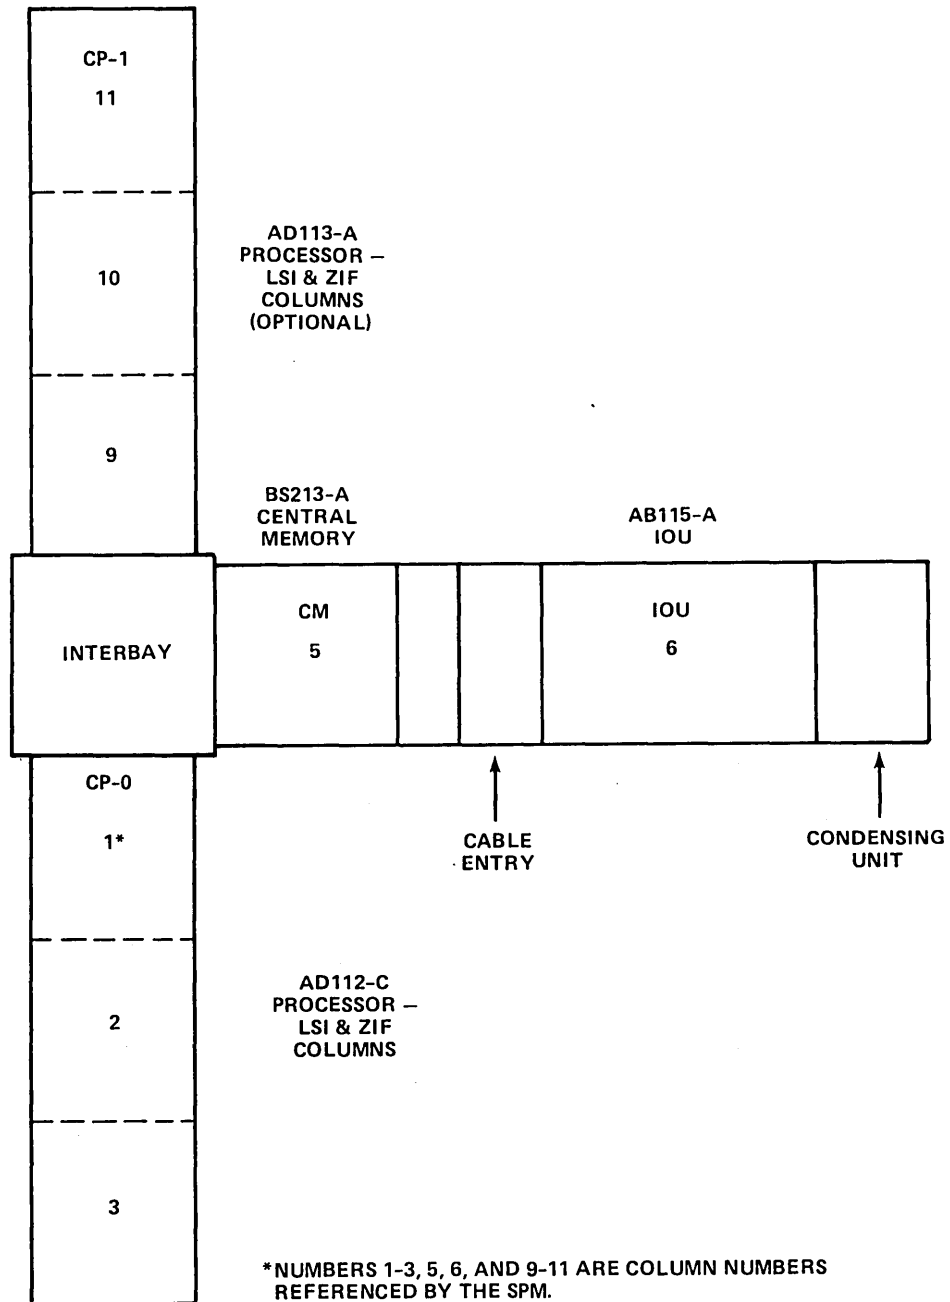 CP-1
11
10
AD113-A
PROCESSOR —
LSI & ZIF
COLUMNS
(OPTIONAL)
9
BS213-A
CENTRAL
MEMORY
AB115-A
IOU
INTERBAY
CM
5
IOU
6
CP-0
1*
CABLE
ENTRY
CONDENSING
UNIT
2
AD112-C
PROCESSOR —
LSI & ZIF
COLUMNS
3
*NUMBERS 1-3, 5, 6, AND 9-11 ARE COLUMN NUMBERS
REFERENCED BY THE SPM.